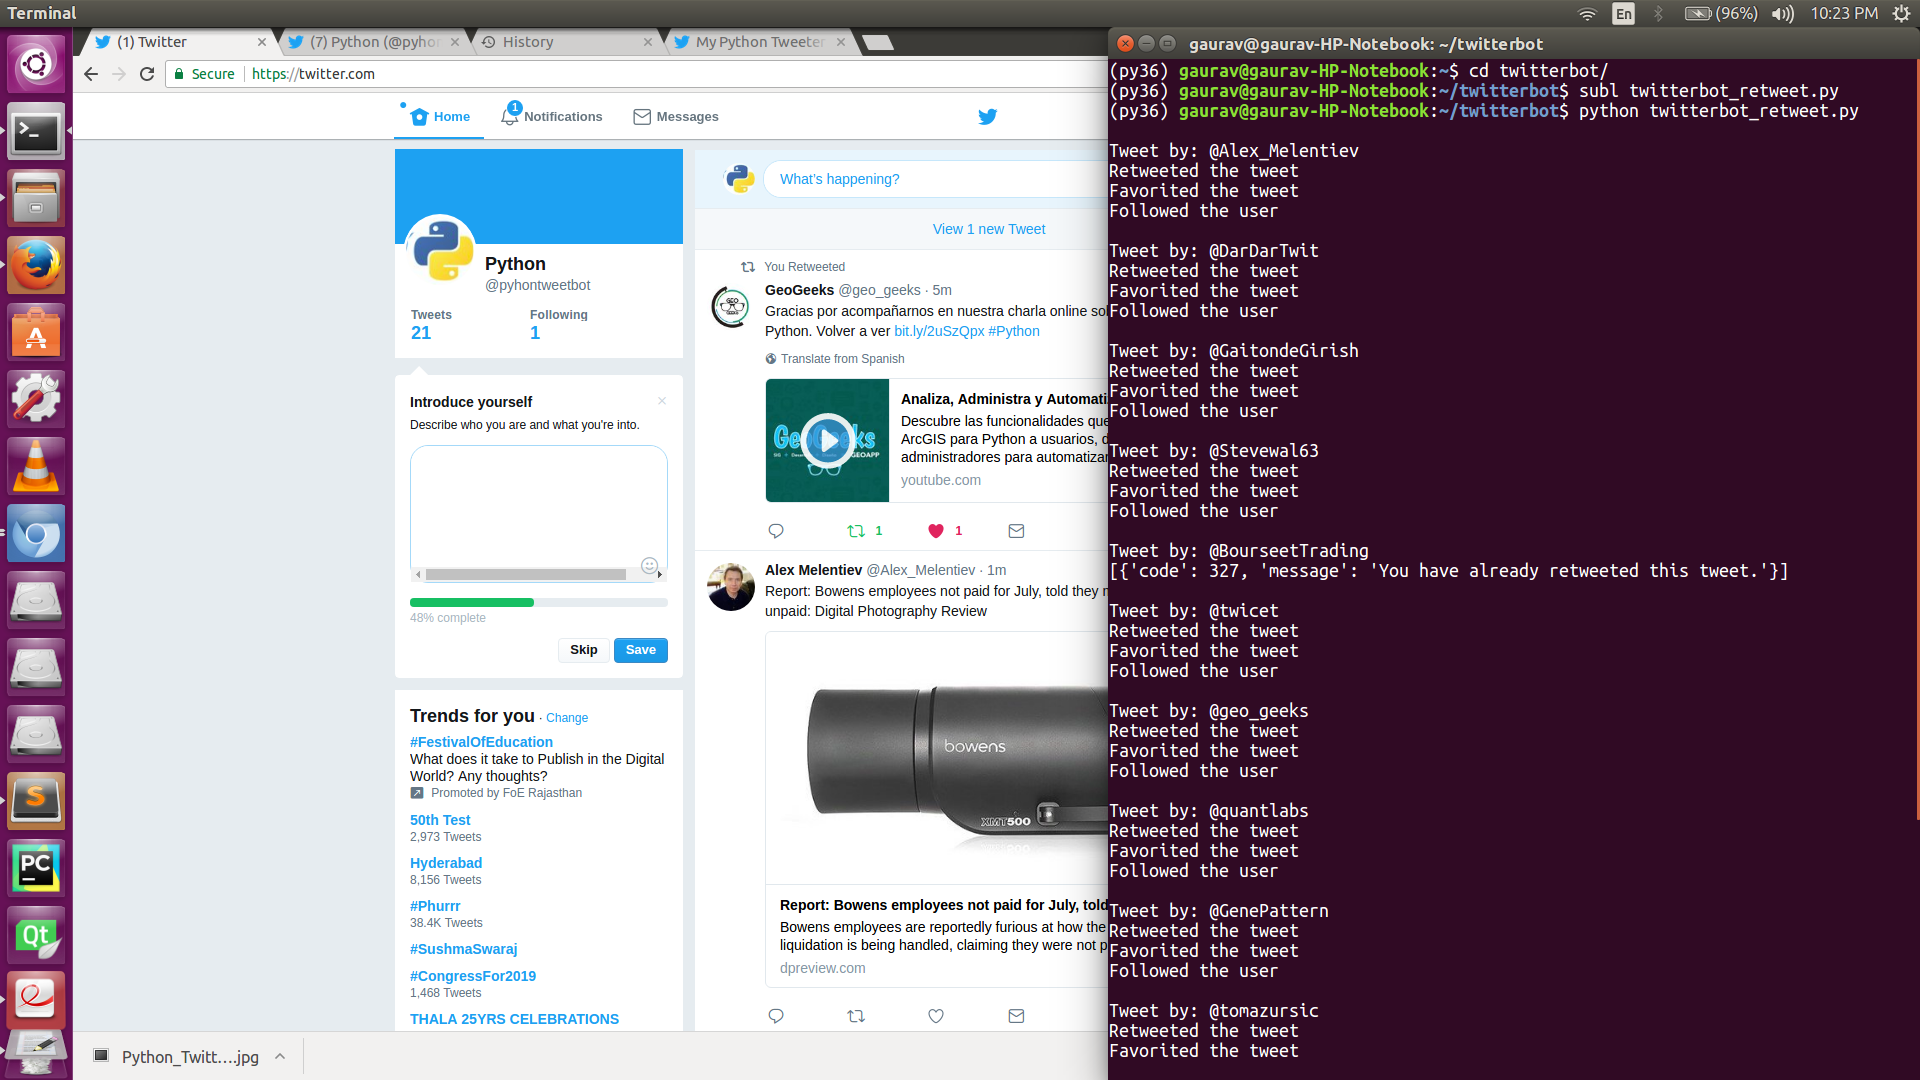 Terminal
En
(96%)
10:23 PM
(1) Twitter
(7) Python (@pyhon
History
My Python Tweeter
Secure
https://twitter.com
Home
1
Notifications
Messages
Python
@pyhontweetbot
Tweets
Following
21
1
Introduce yourself
Describe who you are and what you're into.
48% complete
Skip
Save
Trends for you · Change
#FestivalOfEducation
What does it take to Publish in the Digital
World? Any thoughts?
Promoted by FoE Rajasthan
50th Test
2,973 Tweets
Hyderabad
8,156 Tweets
#Phurrr
38.4K Tweets
#SushmaSwaraj
#CongressFor2019
1,468 Tweets
THALA 25YRS CELEBRATIONS
What's happening?
View 1 new Tweet
You Retweeted
GeoGeeks @geo_geeks · 5m
Gracias por acompañarnos en nuestra charla online so
Python. Volver a ver bit.ly/2uSzQpx #Python
Translate from Spanish
GeoGeeks
GEOAPP
Analiza, Administra y Automati
Descubre las funcionalidades que
ArcGIS para Python a usuarios, d
administradores para automatizar
youtube.com
1
1
Alex Melentiev @Alex_Melentiev · 1m
Report: Bowens employees not paid for July, told they m
unpaid: Digital Photography Review
bowens
XMT500
Report: Bowens employees not paid for July, told
Bowens employees are reportedly furious at how the
liquidation is being handled, claiming they were not p
dpreview.com
Python_Twitt….jpg
gaurav@gaurav-HP-Notebook: ~/twitterbot
(py36) gaurav@gaurav-HP-Notebook:~$ cd twitterbot/
(py36) gaurav@gaurav-HP-Notebook:~/twitterbot$ subl twitterbot_retweet.py
(py36) gaurav@gaurav-HP-Notebook:~/twitterbot$ python twitterbot_retweet.py
Tweet by: @Alex_Melentiev
Retweeted the tweet
Favorited the tweet
Followed the user
Tweet by: @DarDarTwit
Retweeted the tweet
Favorited the tweet
Followed the user
Tweet by: @GaitondeGirish
Retweeted the tweet
Favorited the tweet
Followed the user
Tweet by: @Stevewal63
Retweeted the tweet
Favorited the tweet
Followed the user
Tweet by: @BourseetTrading
[{'code': 327, 'message': 'You have already retweeted this tweet.'}]
Tweet by: @twicet
Retweeted the tweet
Favorited the tweet
Followed the user
Tweet by: @geo_geeks
Retweeted the tweet
Favorited the tweet
Followed the user
Tweet by: @quantlabs
Retweeted the tweet
Favorited the tweet
Followed the user
Tweet by: @GenePattern
Retweeted the tweet
Favorited the tweet
Followed the user
Tweet by: @tomazursic
Retweeted the tweet
Favorited the tweet
PC
Qt